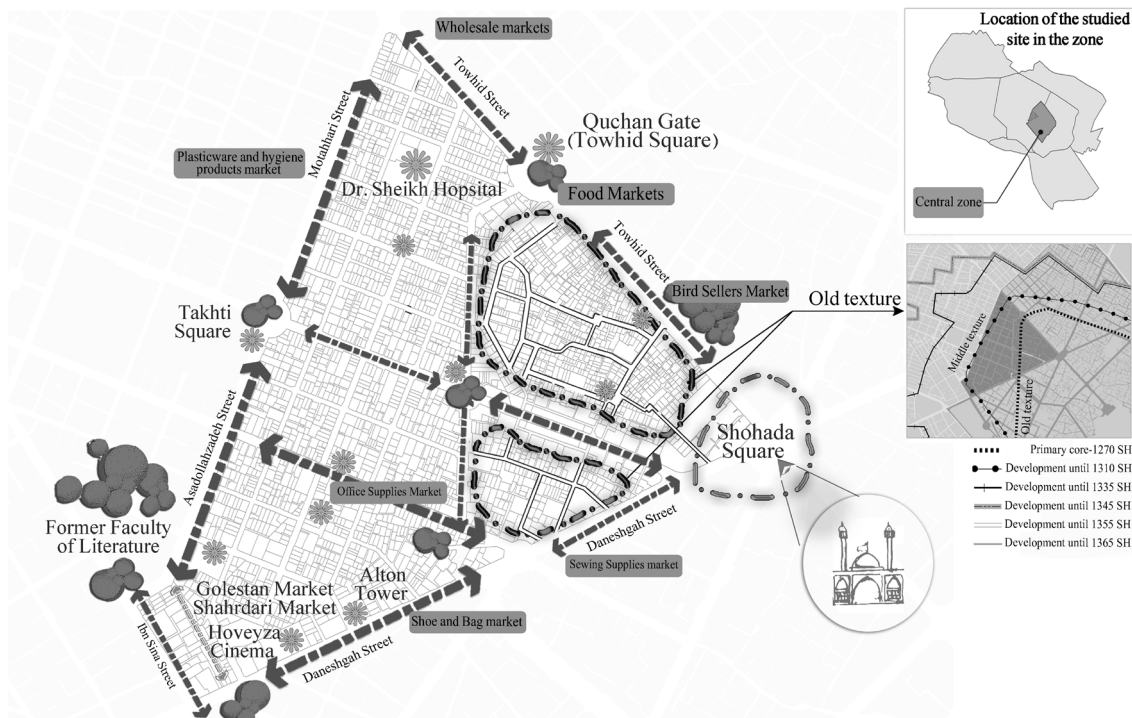 Wholesale markets
Towhid Street
Quchan Gate
(Towhid Square)
Motahhari Street
Plasticware and hygiene
products market
Dr. Sheikh Hopsital
Food Markets
Towhid Street
Bird Sellers Market
Old texture
Takhti
Square
Asadollahzadeh Street
Shohada
Square
Office Supplies Market
Former Faculty
of Literature
Daneshgah Street
Sewing Supplies market
Golestan Market
Shahrdari Market
Alton
Tower
Shoe and Bag market
Hoveyza
Cinema
Ibn Sina Street
Daneshgah Street
Location of the studied
site in the zone
Central zone
Middle texture
Old texture
Primary core-1270 SH
Development until 1310 SH
Development until 1335 SH
Development until 1345 SH
Development until 1355 SH
Development until 1365 SH